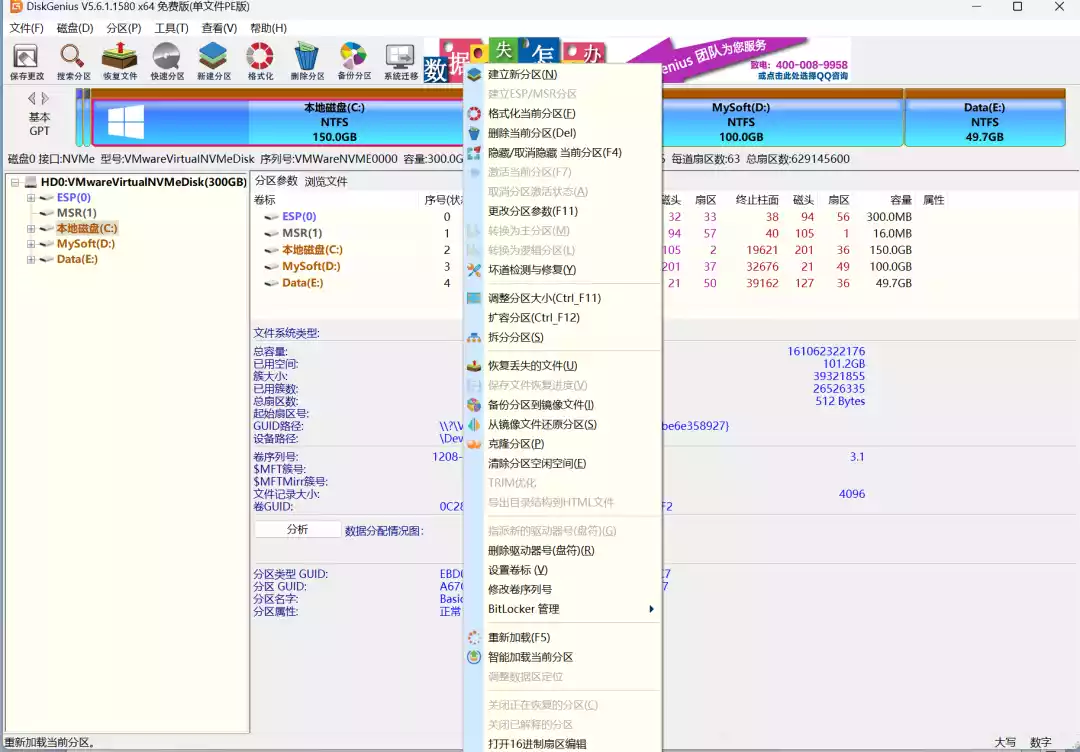 DiskGenius V5.6.1.1580 x64 免费版(单文件PE版)
文件(F) 磁盘(D) 分区(P) 工具(T) 查看(V) 帮助(H)
保存更改 搜索分区 恢复文件 快速分区 新建分区 格式化 删除分区 备份分区 系统迁移
数据 失 怎 办
enius 团队为您服务
致电: 400-008-9958
或点击此处选择QQ咨询
基本
GPT
本地磁盘(C:)
NTFS
150.0GB
MySoft(D:)
NTFS
100.0GB
Data(E:)
NTFS
49.7GB
磁盘0 接口:NVMe 型号:VMwareVirtualNVMeDisk 序列号:VMWareNVME0000 容量:300.0G
每道扇区数:63 总扇区数:629145600
HD0:VMwareVirtualNVMeDisk(300GB)
ESP(0)
MSR(1)
本地磁盘(C:)
MySoft(D:)
Data(E:)
分区参数 浏览文件
卷标 序号(状 磁头 扇区 终止柱面 磁头 扇区 容量 属性
ESP(0) 0 32 33 38 94 56 300.0MB
MSR(1) 1 94 57 40 105 1 16.0MB
本地磁盘(C:) 2 105 2 19621 201 36 150.0GB
MySoft(D:) 3 201 37 32676 21 49 100.0GB
Data(E:) 4 21 50 39162 127 36 49.7GB
文件系统类型:
总容量: 161062322176
已用空间: 101.2GB
簇大小: 39321855
已用簇数: 26526335
总扇区数: 512 Bytes
起始扇区号:
GUID路径: \\?\V be6e358927}
设备路径: \Dev
卷序列号: 1208- 3.1
$MFT簇号:
$MFTMirr簇号:
文件记录大小: 4096
卷GUID: 0C28 F2
分析 数据分配情况图:
分区类型 GUID: EBD C7
分区 GUID: A67 7
分区名字: Basic
分区属性: 正常
建立新分区(N)
建立ESP/MSR分区
格式化当前分区(F)
删除当前分区(Del)
隐藏/取消隐藏 当前分区(F4)
激活当前分区(F7)
取消分区激活状态(A)
更改分区参数(F11)
转换为主分区(M)
转换为逻辑分区(L)
坏道检测与修复(Y)
调整分区大小(Ctrl_F11)
扩容分区(Ctrl_F12)
拆分分区(S)
恢复丢失的文件(U)
保存文件恢复进度(V)
备份分区到镜像文件(I)
从镜像文件还原分区(S)
克隆分区(P)
清除分区空闲空间(E)
TRIM优化
导出目录结构到HTML文件
指派新的驱动器号(盘符)(G)
删除驱动器号(盘符)(R)
设置卷标 (V)
修改卷序列号
BitLocker 管理
重新加载(F5)
智能加载当前分区
调整数据区定位
关闭正在恢复的分区(C)
关闭已解释的分区
打开16进制扇区编辑
重新加载当前分区。
大写 数字